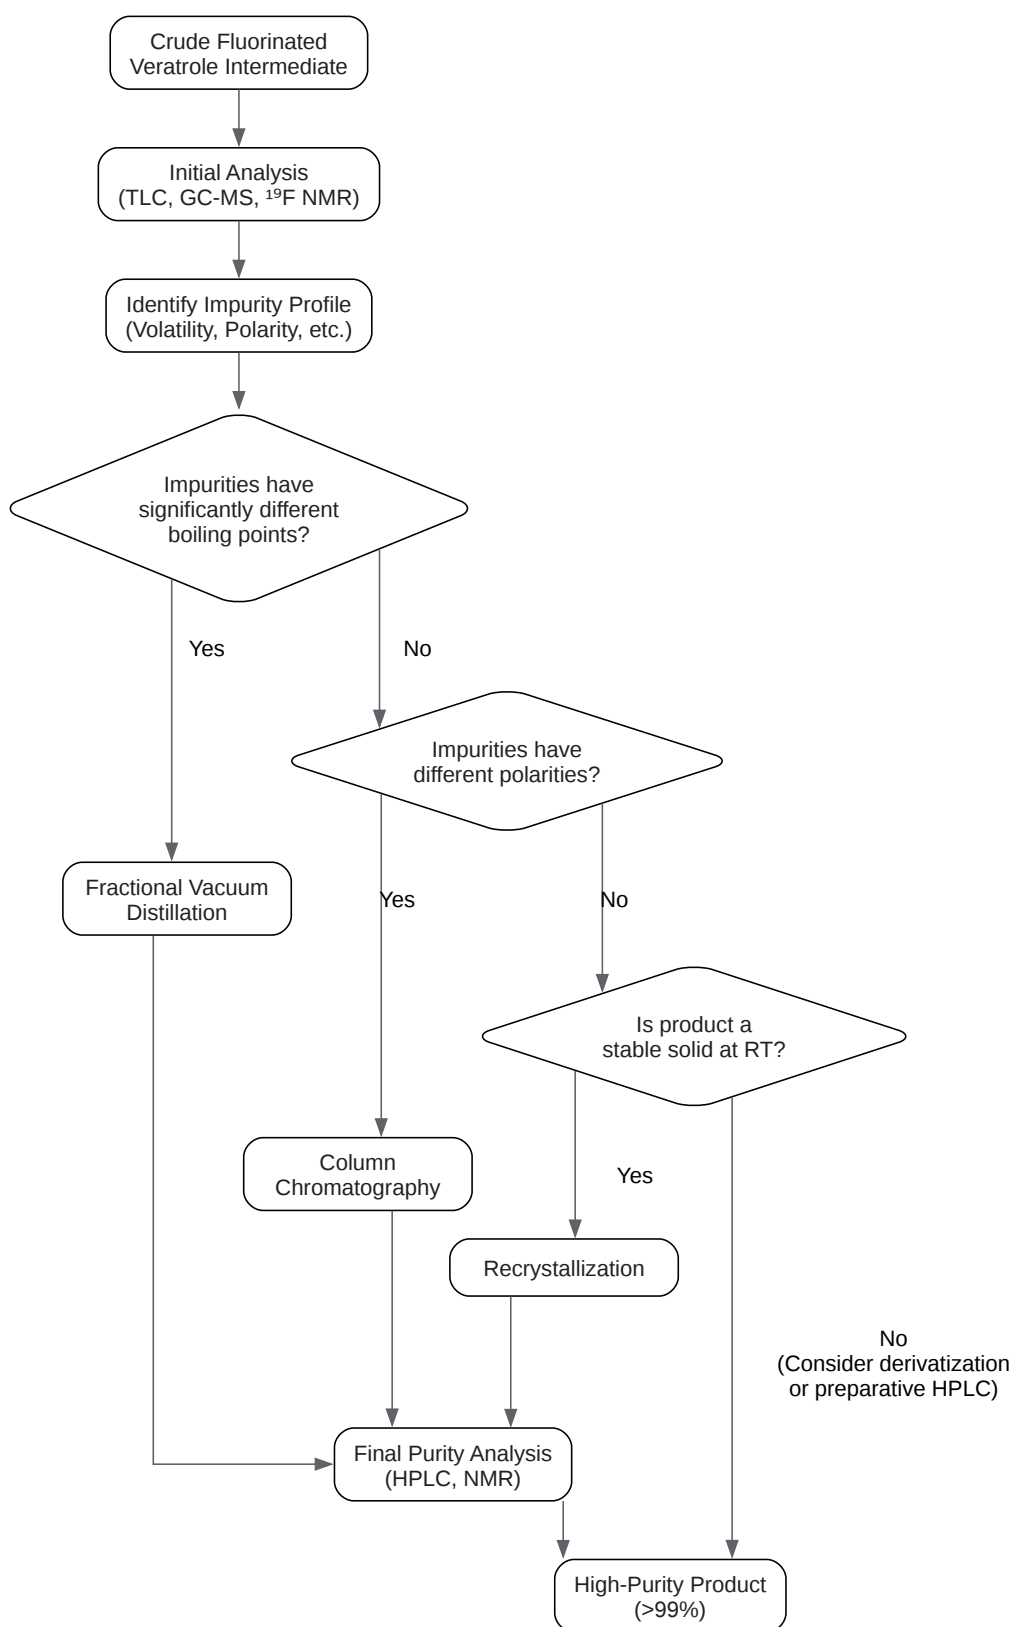 Crude Fluorinated
Veratrole Intermediate
Initial Analysis
(TLC, GC-MS, ¹⁹F NMR)
Identify Impurity Profile
(Volatility, Polarity, etc.)
Impurities have
significantly different
boiling points?
Yes
No
Impurities have
different polarities?
Fractional Vacuum
Distillation
Yes
No
Is product a
stable solid at RT?
Column
Chromatography
Yes
Recrystallization
No
(Consider derivatization
or preparative HPLC)
Final Purity Analysis
(HPLC, NMR)
High-Purity Product
(>99%)